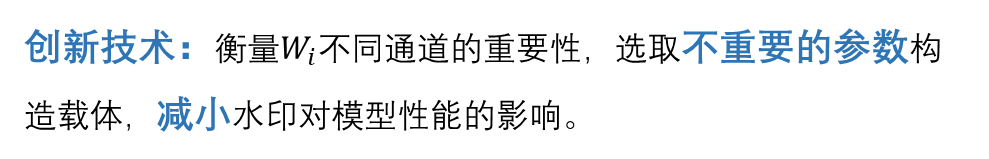 创新技术：衡量Wᵢ不同通道的重要性，选取不重要的参数构
造载体，减小水印对模型性能的影响。